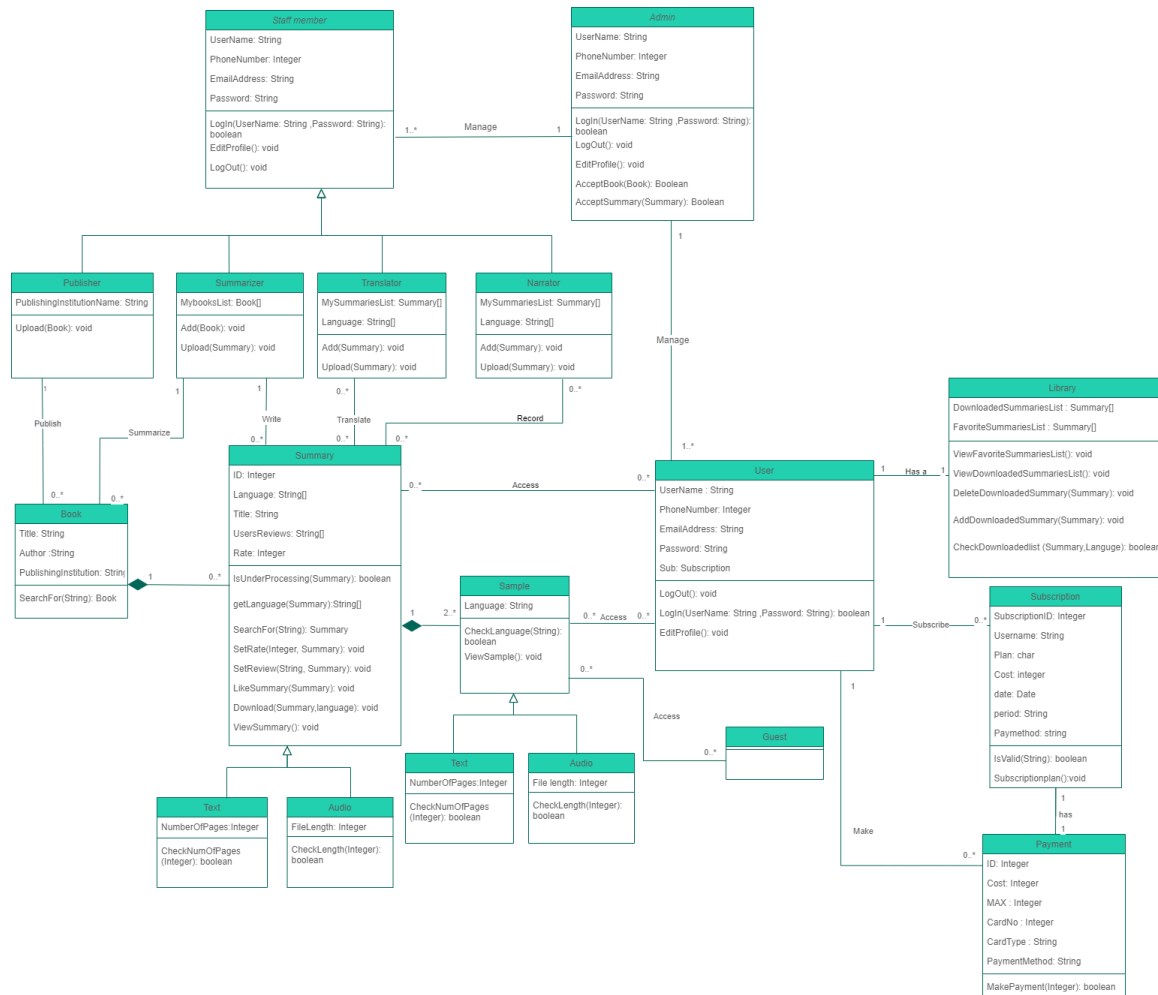 Staff member
UserName: String
PhoneNumber: Integer
EmailAddress: String
Password: String
LogIn(UserName: String ,Password: String):
boolean
EditProfile(): void
LogOut(): void
Admin
UserName: String
PhoneNumber: Integer
EmailAddress: String
Password: String
LogIn(UserName: String ,Password: String):
boolean
LogOut(): void
EditProfile(): void
AcceptBook(Book): Boolean
AcceptSummary(Summary): Boolean
1..*
Manage
1
1
Manage
1..*
Publisher
PublishingInstitutionName: String
Upload(Book): void
Summarizer
MybooksList: Book[]
Add(Book): void
Upload(Summary): void
Translator
MySummariesList: Summary[]
Language: String[]
Add(Summary): void
Upload(Summary): void
Narrator
MySummariesList: Summary[]
Language: String[]
Add(Summary): void
Upload(Summary): void
1
Publish
0..*
1
Summarize
0..*
1
Write
0..*
0..*
Translate
0..*
0..*
Record
0..*
Library
DownloadedSummariesList : Summary[]
FavoriteSummariesList : Summary[]
ViewFavoriteSummariesList(): void
ViewDownloadedSummariesList(): void
DeleteDownloadedSummary(Summary): void
AddDownloadedSummary(Summary): void
CheckDownloadedlist (Summary,Languge): boolean
Book
Title: String
Author :String
PublishingInstitution: String
SearchFor(String): Book
1
0..*
Summary
ID: Integer
Language: String[]
Title: String
UsersReviews: String[]
Rate: Integer
IsUnderProcessing(Summary): boolean
getLanguage(Summary):String[]
SearchFor(String): Summary
SetRate(Integer, Summary): void
SetReview(String, Summary): void
LikeSummary(Summary): void
Download(Summary,language): void
ViewSummary(): void
0..*
Access
0..*
User
UserName : String
PhoneNumber: Integer
EmailAddress: String
Password: String
Sub: Subscription
LogOut(): void
LogIn(UserName: String ,Password: String): boolean
EditProfile(): void
1
Has a
1
1
2..*
Sample
Language: String
CheckLanguage(String):
boolean
ViewSample(): void
0..*
Access
0..*
0..*
Access
0..*
Guest
1
Subscribe
0..*
Subscription
SubscriptionID: Integer
Username: String
Plan: char
Cost: integer
date: Date
period: String
Paymethod: string
IsValid(String): boolean
Subscriptionplan():void
1
has
1
1
Make
0..*
Text
NumberOfPages:Integer
CheckNumOfPages
(Integer): boolean
Audio
FileLength: Integer
CheckLength(Integer):
boolean
Text
NumberOfPages:Integer
CheckNumOfPages
(Integer): boolean
Audio
File length: Integer
CheckLength(Integer):
boolean
Payment
ID: Integer
Cost: Integer
MAX : Integer
CardNo : Integer
CardType : String
PaymentMethod: String
MakePayment(Integer): boolean